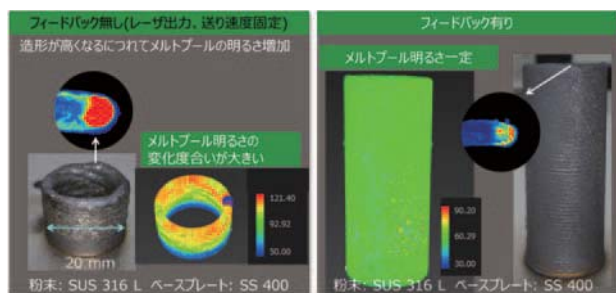 フィードバック無し(レーザ出力、送り速度固定)
造形が高くなるにつれてメルトプールの明るさ増加
メルトプール明るさの
変化度合いが大きい
121.40
92.92
50.00
20 mm
粉末: SUS 316 L ベースプレート: SS 400
フィードバック有り
メルトプール明るさ一定
90.20
60.29
30.00
粉末: SUS 316 L ベースプレート: SS 400